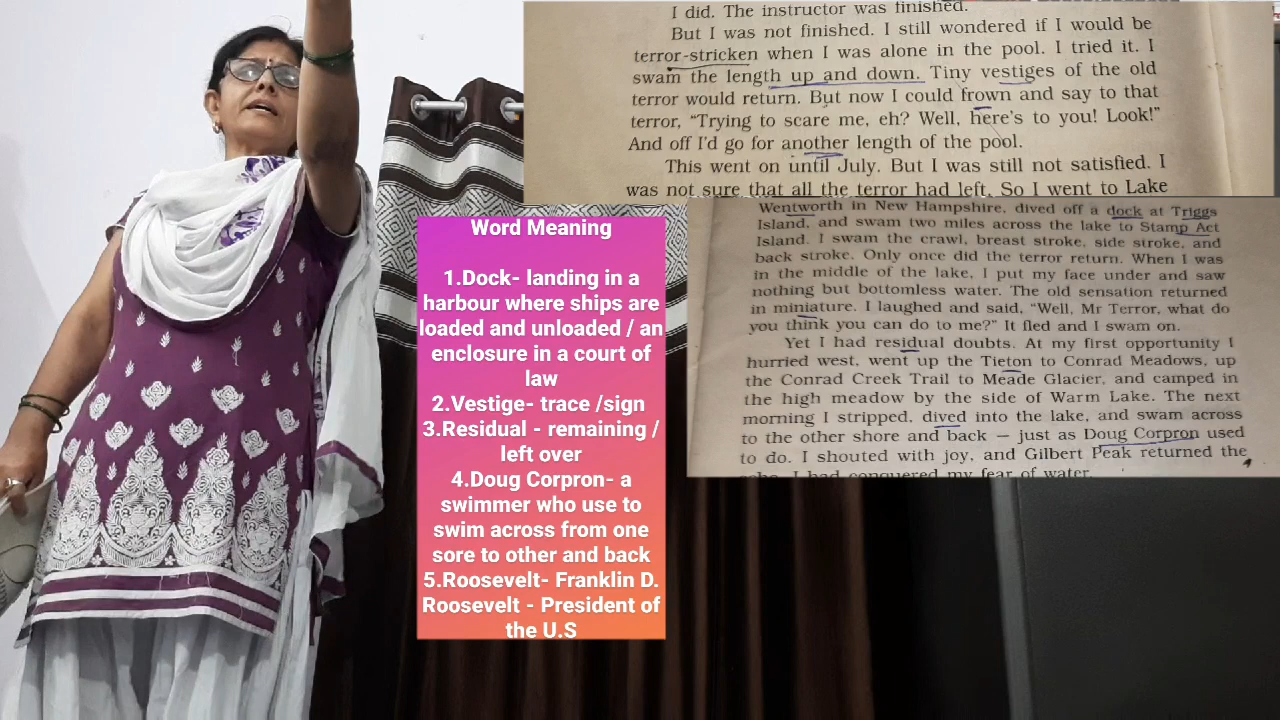 I did. The instructor was finished.
But I was not finished. I still wondered if I would be
terror-stricken when I was alone in the pool. I tried it. I
swam the length up and down. Tiny vestiges of the old
terror would return. But now I could frown and say to that
terror, “Trying to scare me, eh? Well, here's to you! Look!”
And off I'd go for another length of the pool.
This went on until July. But I was still not satisfied. I
was not sure that all the terror had left. So I went to Lake
Wentworth in New Hampshire, dived off a dock at Triggs
Island, and swam two miles across the lake to Stamp Act
Island. I swam the crawl, breast stroke, side stroke, and
back stroke. Only once did the terror return. When I was
in the middle of the lake, I put my face under and saw
nothing but bottomless water. The old sensation returned
in miniature. I laughed and said, “Well, Mr Terror, what do
you think you can do to me?” It fled and I swam on.
Yet I had residual doubts. At my first opportunity I
hurried west, went up the Tieton to Conrad Meadows, up
the Conrad Creek Trail to Meade Glacier, and camped in
the high meadow by the side of Warm Lake. The next
morning I stripped, dived into the lake, and swam across
to the other shore and back — just as Doug Corpron used
to do. I shouted with joy, and Gilbert Peak returned the
echo. I had conquered my fear of water.
Word Meaning
1.Dock- landing in a
harbour where ships are
loaded and unloaded / an
enclosure in a court of
law
2.Vestige- trace /sign
3.Residual - remaining /
left over
4.Doug Corpron- a
swimmer who use to
swim across from one
sore to other and back
5.Roosevelt- Franklin D.
Roosevelt - President of
the U.S